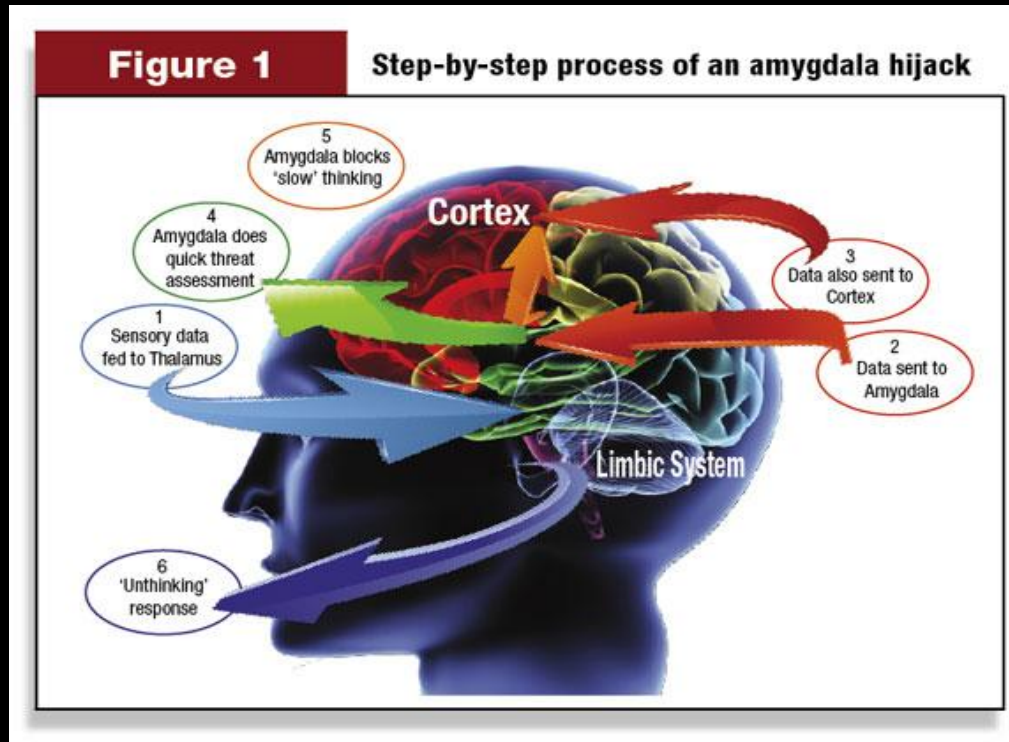 Figure 1
Step-by-step process of an amygdala hijack
5
Amygdala blocks
‘slow’ thinking
4
Amygdala does
quick threat
assessment
Cortex
3
Data also sent to
Cortex
1
Sensory data
fed to Thalamus
2
Data sent to
Amygdala
Limbic System
6
‘Unthinking’
response